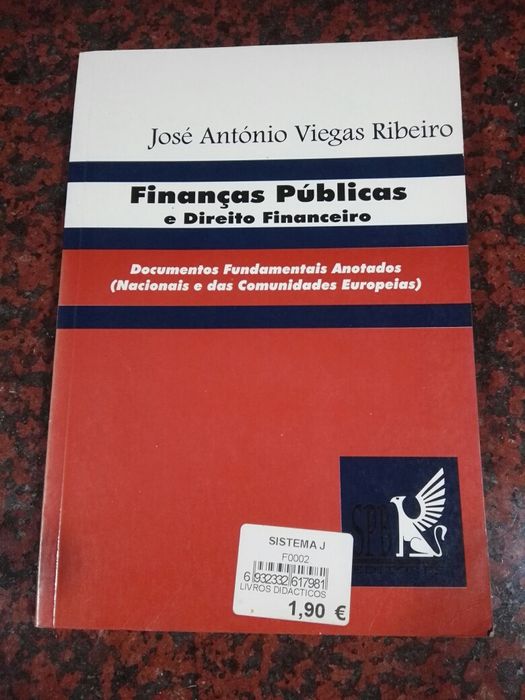 José António Viegas Ribeiro
Finanças Públicas
e Direito Financeiro
Documentos Fundamentais Anotados
(Nacionais e das Comunidades Europeias)
SPB
SISTEMA J
F0002
6 932332 617981
LIVROS DIDACTICOS
1,90 €